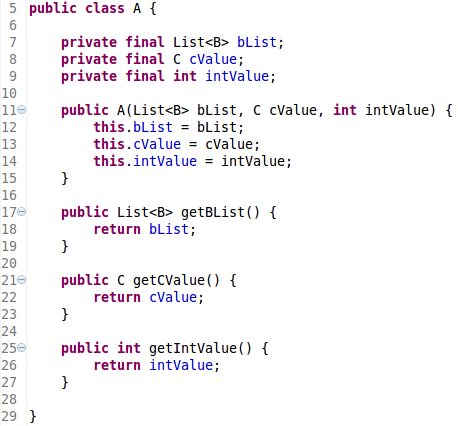 5 public class A {
6
7     private final List<B> bList;
8     private final C cValue;
9     private final int intValue;
10
11     public A(List<B> bList, C cValue, int intValue) {
12         this.bList = bList;
13         this.cValue = cValue;
14         this.intValue = intValue;
15     }
16
17     public List<B> getBList() {
18         return bList;
19     }
20
21     public C getCValue() {
22         return cValue;
23     }
24
25     public int getIntValue() {
26         return intValue;
27     }
28
29 }